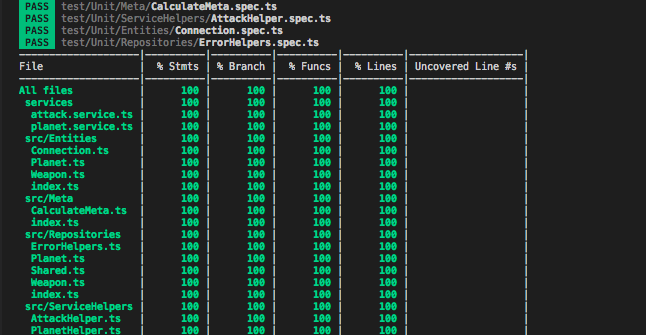 PASS test/Unit/Meta/CalculateMeta.spec.ts
PASS test/Unit/ServiceHelpers/AttackHelper.spec.ts
PASS test/Unit/Entities/Connection.spec.ts
PASS test/Unit/Repositories/ErrorHelpers.spec.ts
File | % Stmts | % Branch | % Funcs | % Lines | Uncovered Line #s |
All files | 100 | 100 | 100 | 100 | |
services | 100 | 100 | 100 | 100 | |
attack.service.ts | 100 | 100 | 100 | 100 | |
planet.service.ts | 100 | 100 | 100 | 100 | |
src/Entities | 100 | 100 | 100 | 100 | |
Connection.ts | 100 | 100 | 100 | 100 | |
Planet.ts | 100 | 100 | 100 | 100 | |
Weapon.ts | 100 | 100 | 100 | 100 | |
index.ts | 100 | 100 | 100 | 100 | |
src/Meta | 100 | 100 | 100 | 100 | |
CalculateMeta.ts | 100 | 100 | 100 | 100 | |
index.ts | 100 | 100 | 100 | 100 | |
src/Repositories | 100 | 100 | 100 | 100 | |
ErrorHelpers.ts | 100 | 100 | 100 | 100 | |
Planet.ts | 100 | 100 | 100 | 100 | |
Shared.ts | 100 | 100 | 100 | 100 | |
Weapon.ts | 100 | 100 | 100 | 100 | |
index.ts | 100 | 100 | 100 | 100 | |
src/ServiceHelpers | 100 | 100 | 100 | 100 | |
AttackHelper.ts | 100 | 100 | 100 | 100 | |
PlanetHelper.ts | 100 | 100 | 100 | 100 | |